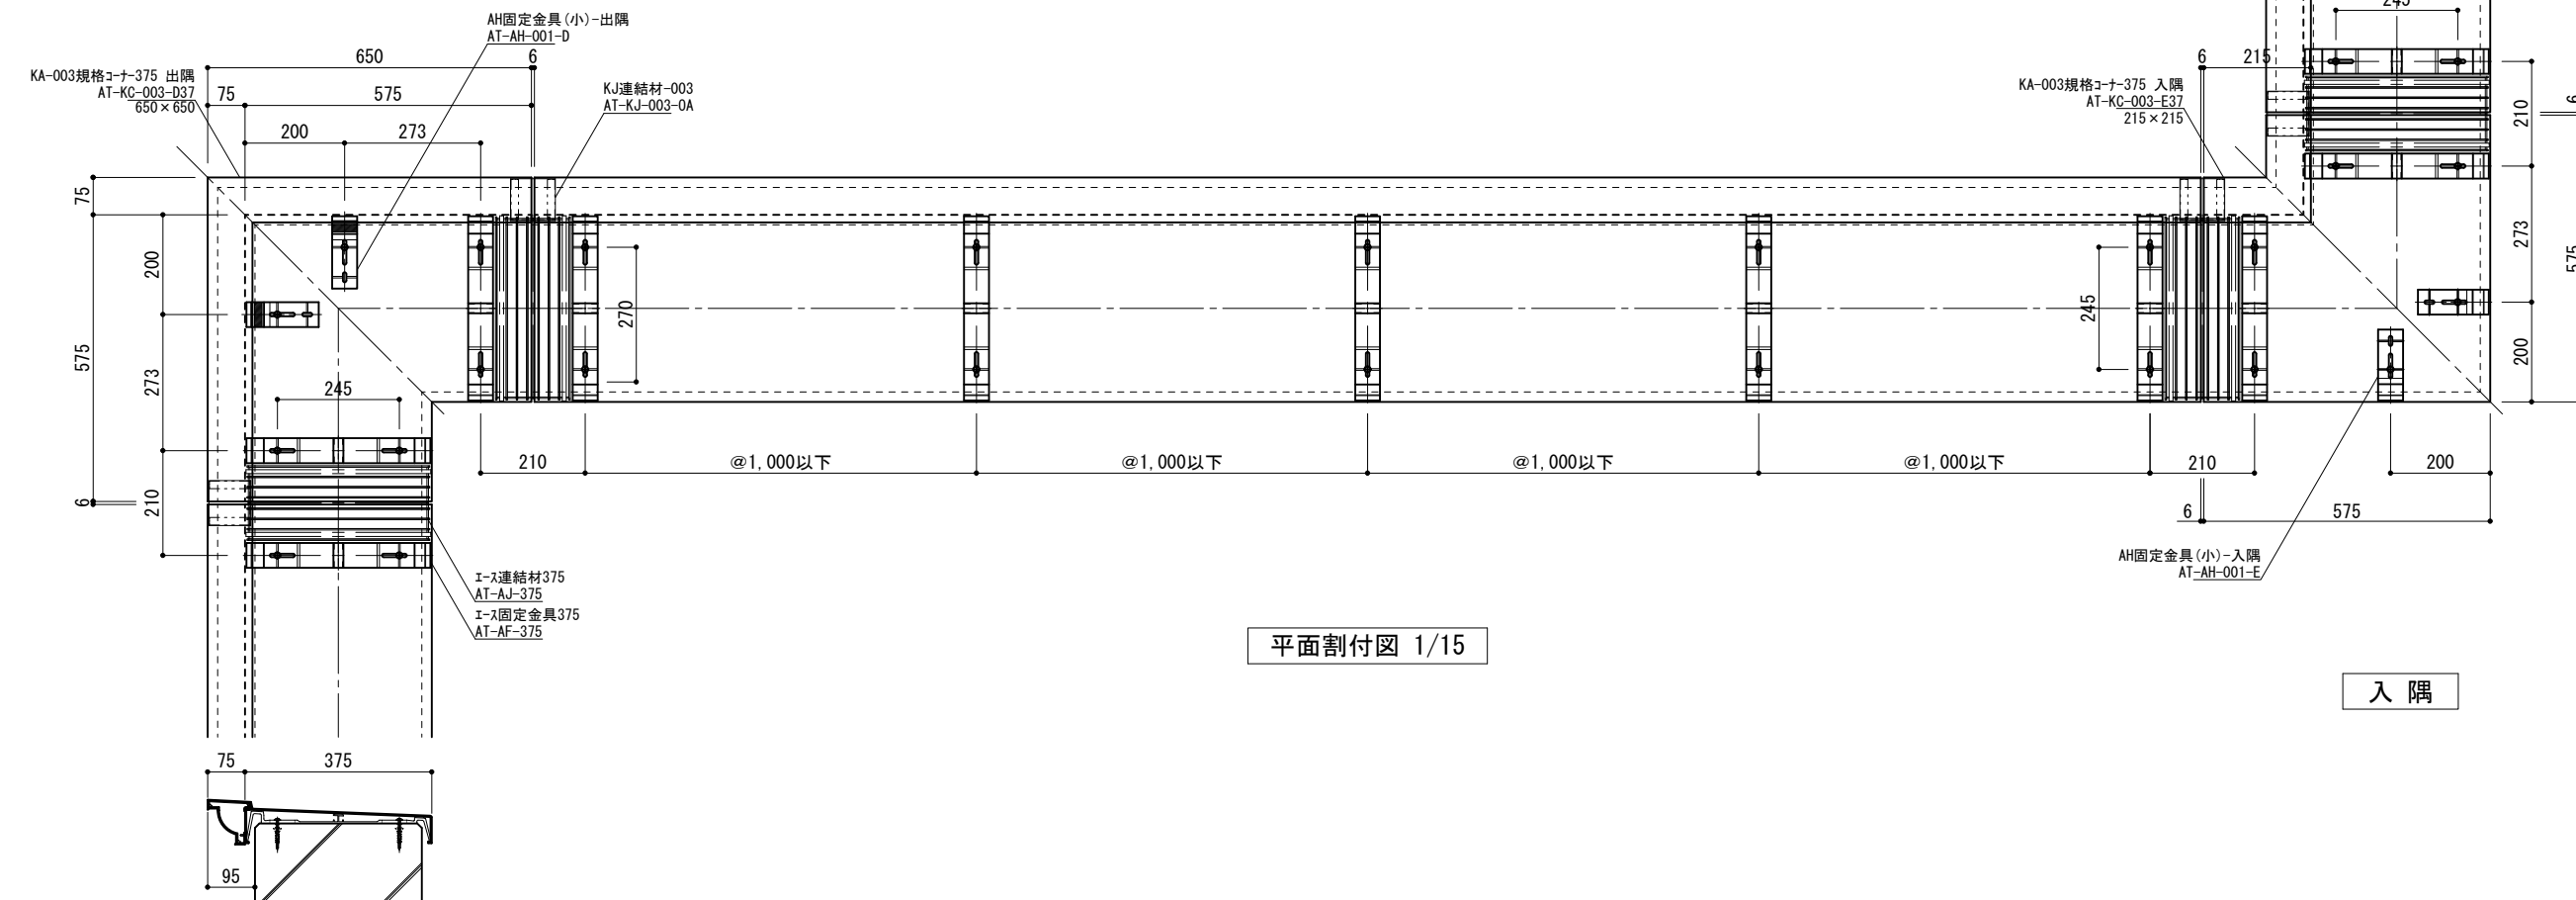 AH固定金具(小)-出隅
AT-AH-001-D
650
6
KA-003規格ｺｰﾅｰ375 出隅
AT-KC-003-D37
650×650
75
575
KJ連結材-003
AT-KJ-003-OA
200
273
75
200
575
273
6
210
245
270
245
210
@1,000以下
@1,000以下
@1,000以下
@1,000以下
210
200
6
575
245
6
215
KA-003規格ｺｰﾅｰ375 入隅
AT-KC-003-E37
215×215
210
6
273
575
200
ｴｰｽ連結材375
AT-AJ-375
ｴｰｽ固定金具375
AT-AF-375
AH固定金具(小)-入隅
AT-AH-001-E
平面割付図 1/15
入 隅
75
375
95